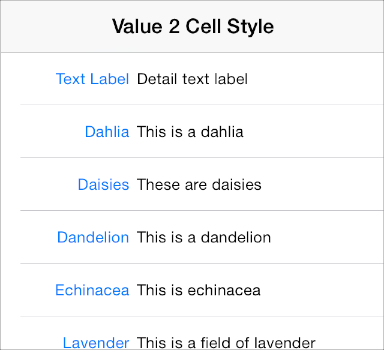 Value 2 Cell Style
Text Label Detail text label
Dahlia This is a dahlia
Daisies These are daisies
Dandelion This is a dandelion
Echinacea This is echinacea
Lavender This is a field of lavender